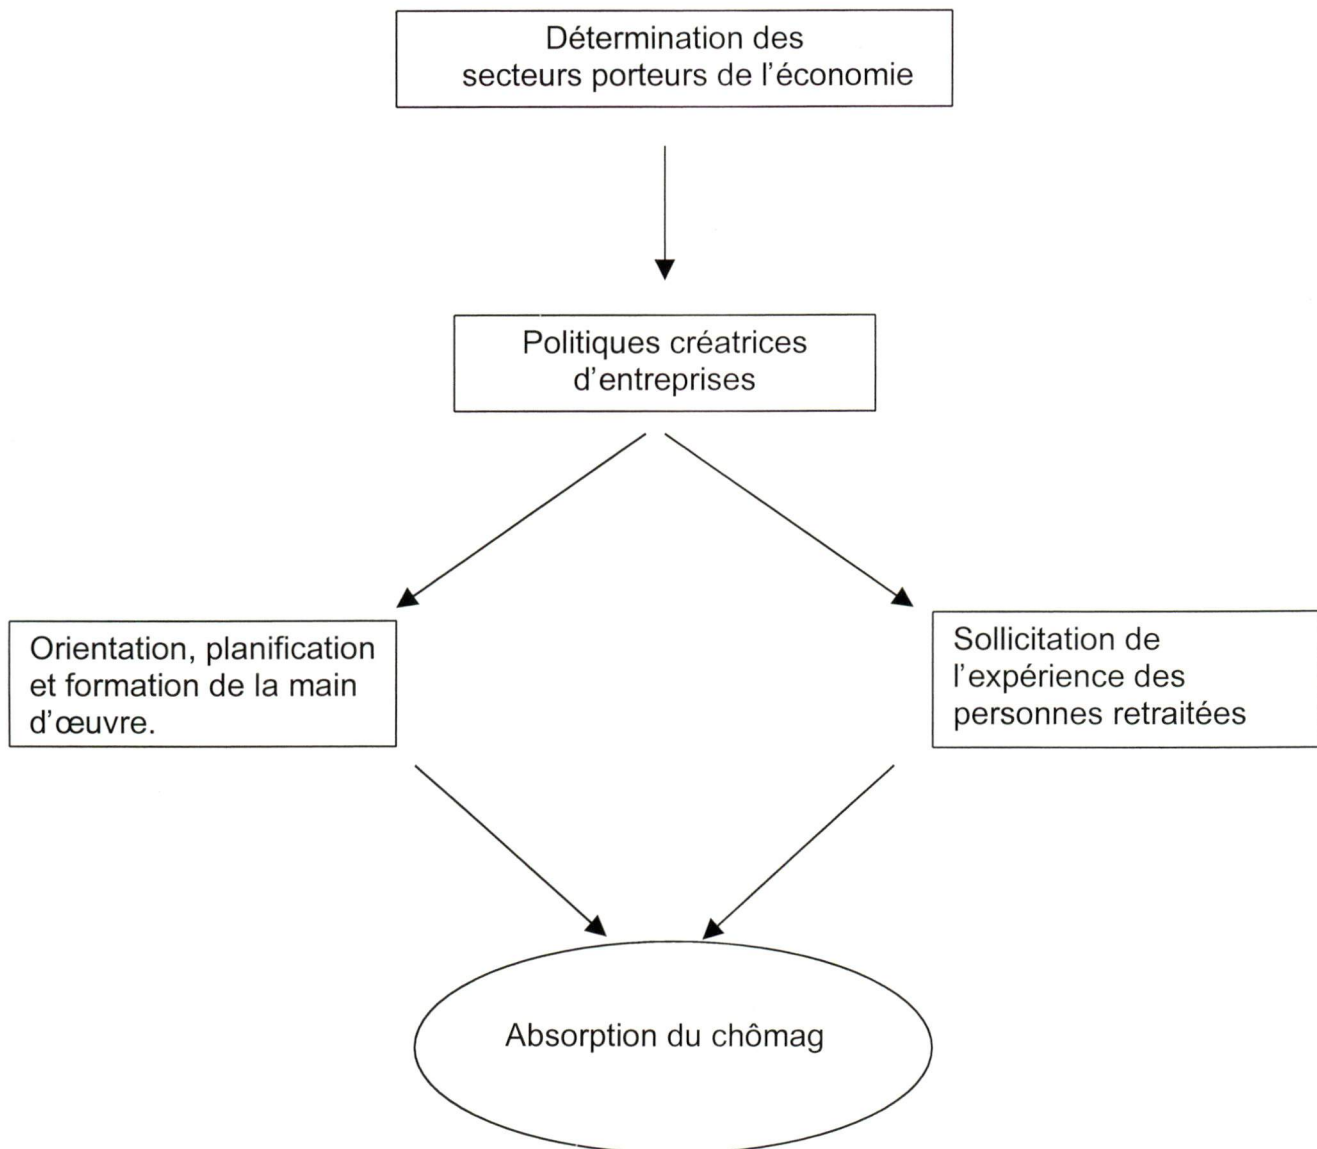 Détermination des
secteurs porteurs de l'économie
Politiques créatrices
d'entreprises
Orientation, planification
et formation de la main
d'œuvre.
Sollicitation de
l'expérience des
personnes retraitées
Absorption du chômag